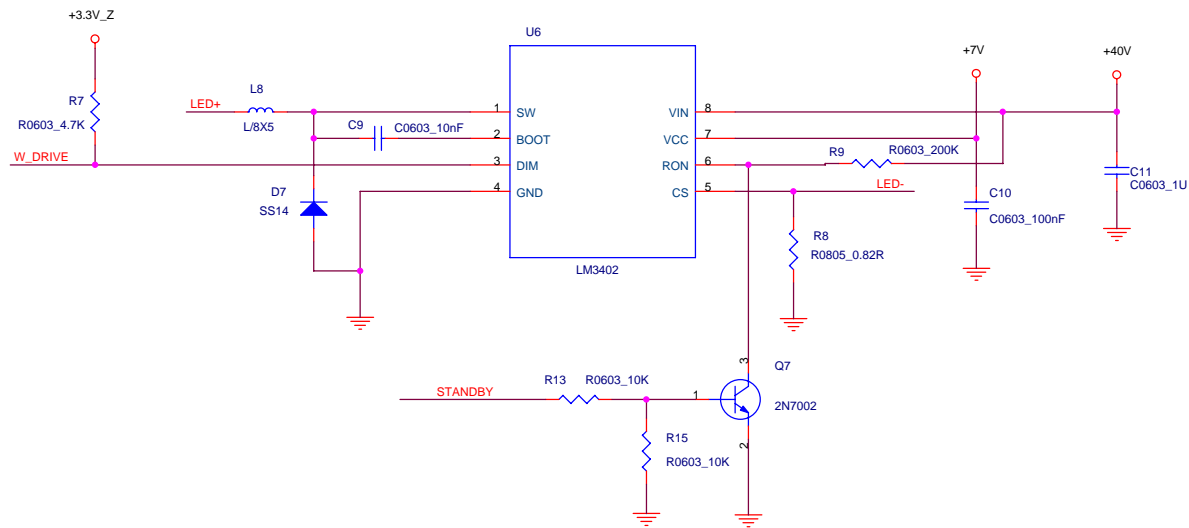 +3.3V_Z
U6
+7V
+40V
L8
LED+
L/8X5
R7
R0603_4.7K
C9
C0603_10nF
1
SW
VIN
8
2
BOOT
VCC
7
W_DRIVE
3
DIM
RON
6
R9
R0603_200K
4
GND
CS
5
LED-
C11
C0603_1U
C10
C0603_100nF
D7
SS14
R8
R0805_0.82R
LM3402
3
Q7
STANDBY
R13
R0603_10K
1
2N7002
R15
R0603_10K
2